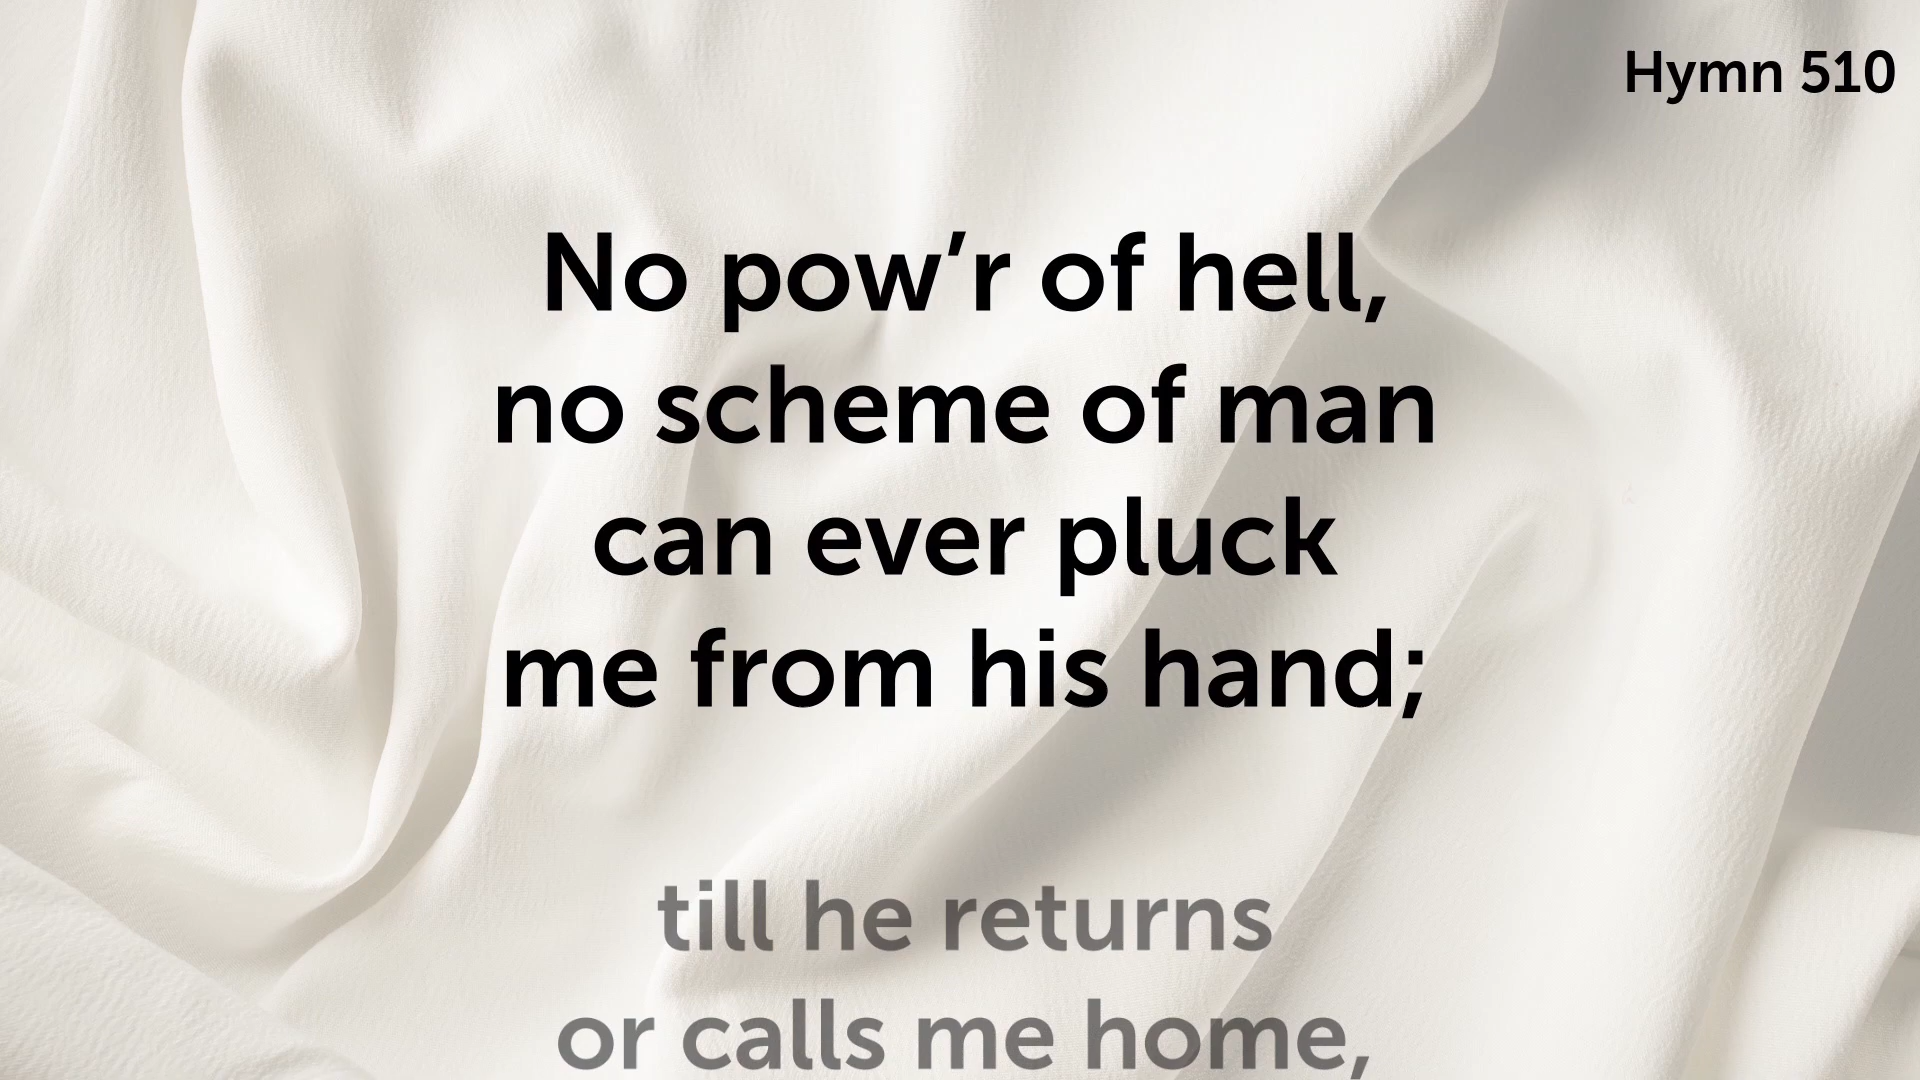 Hymn 510
No pow’r of hell,
no scheme of man
can ever pluck
me from his hand;
till he returns
or calls me home,